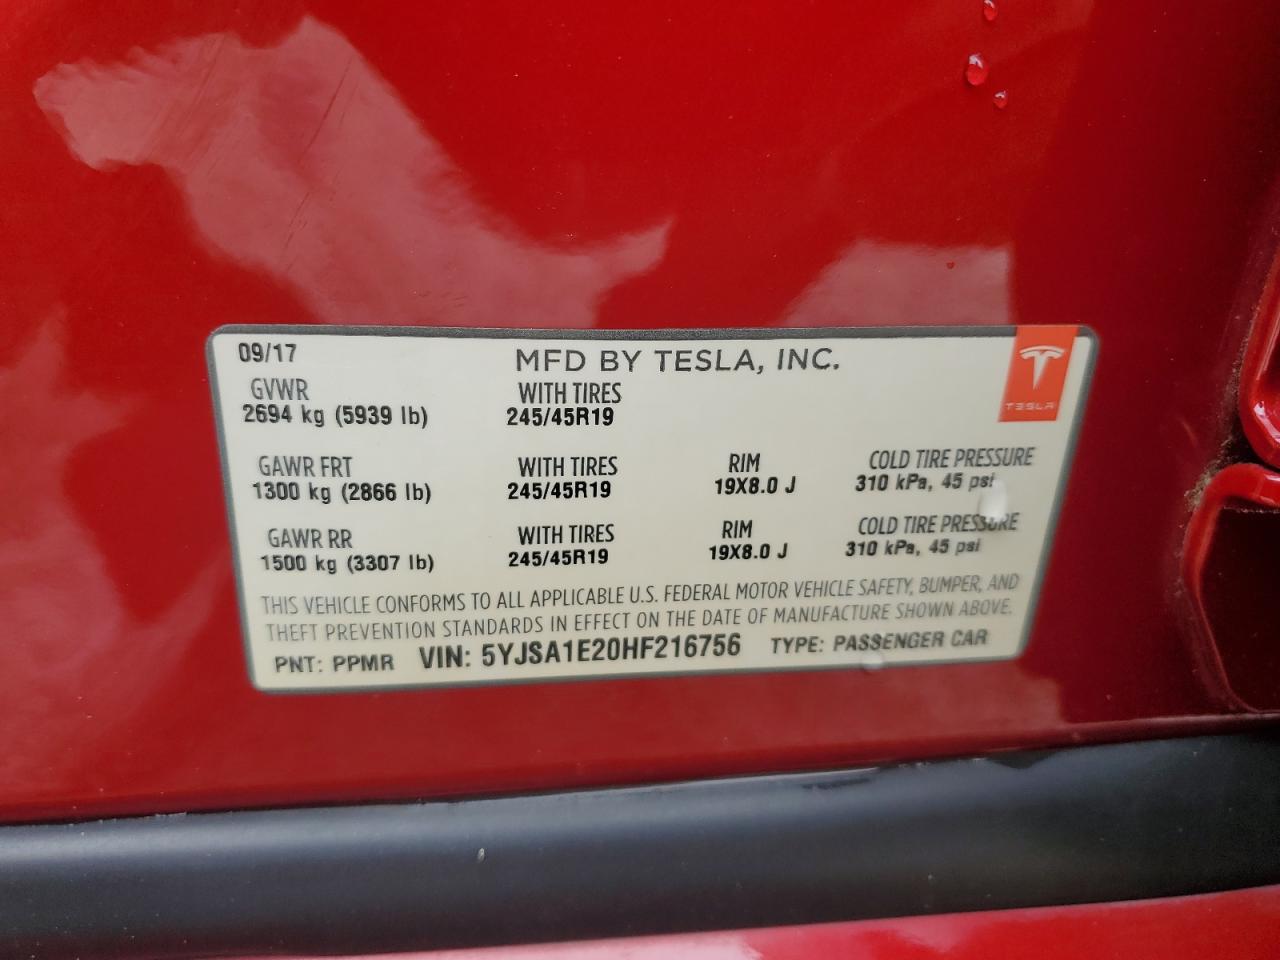 09/17 MFD BY TESLA, INC.
TESLA
GVWR WITH TIRES
2694 kg (5939 lb) 245/45R19
GAWR FRT WITH TIRES RIM COLD TIRE PRESSURE
1300 kg (2866 lb) 245/45R19 19X8.0 J 310 kPa, 45 psi
GAWR RR WITH TIRES RIM COLD TIRE PRESSURE
1500 kg (3307 lb) 245/45R19 19X8.0 J 310 kPa, 45 psi
THIS VEHICLE CONFORMS TO ALL APPLICABLE U.S. FEDERAL MOTOR VEHICLE SAFETY, BUMPER, AND
THEFT PREVENTION STANDARDS IN EFFECT ON THE DATE OF MANUFACTURE SHOWN ABOVE.
PNT: PPMR VIN: 5YJSA1E20HF216756 TYPE: PASSENGER CAR